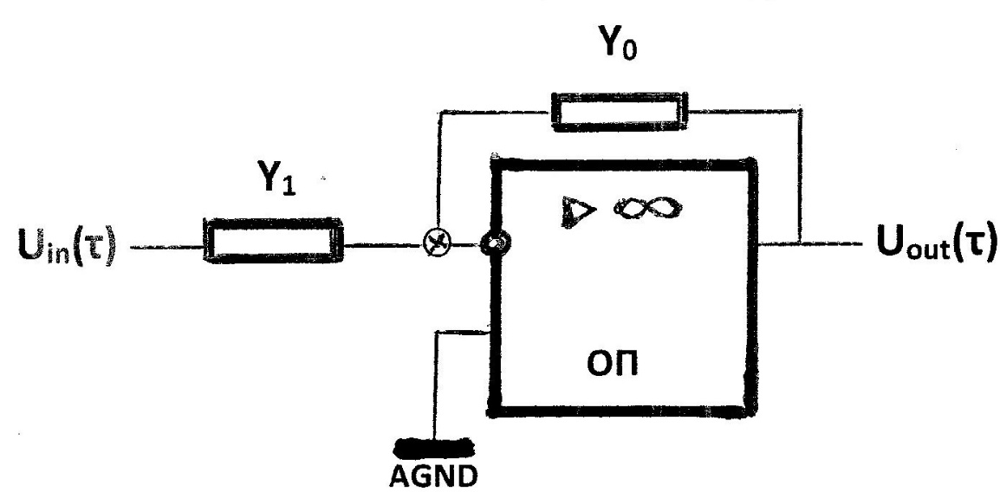 Y₀
Y₁
▷ ∞
Uᵢₙ(τ)
Uₒᵤₜ(τ)
ОП
AGND